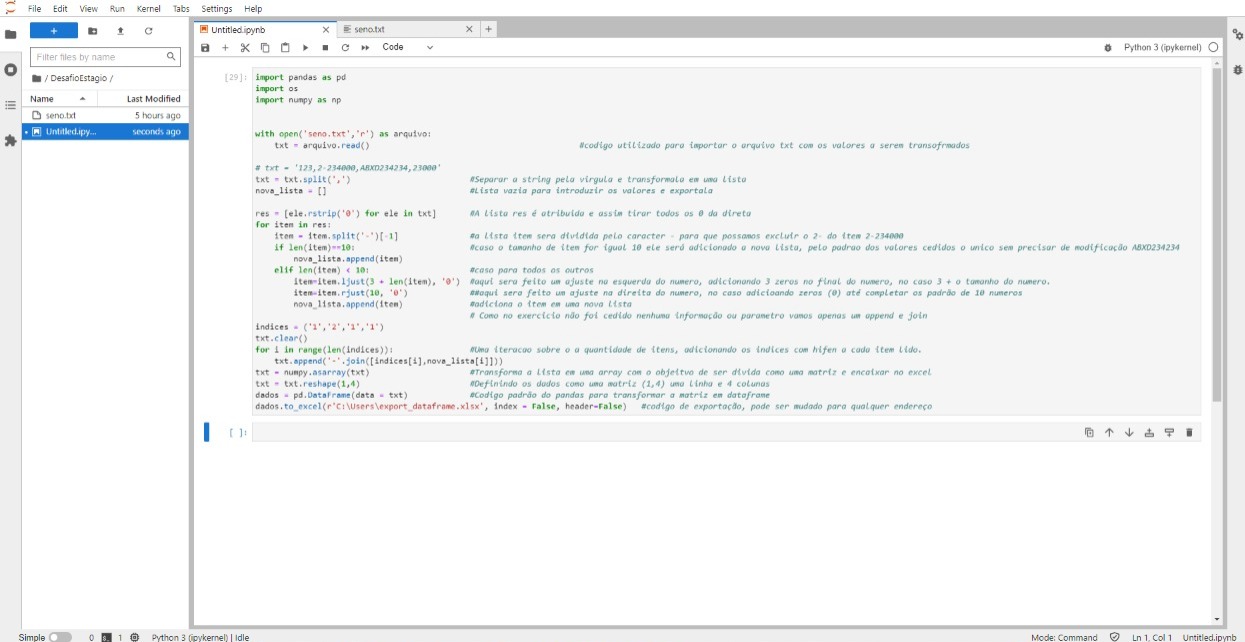 File Edit View Run Kernel Tabs Settings Help
+
Filter files by name
/ DesafioEstagio /
Name Last Modified
seno.txt 5 hours ago
Untitled.ipy... seconds ago
Untitled.ipynb × seno.txt × +
Code Python 3 (ipykernel)
[29]: import pandas as pd
import os
import numpy as np
with open('seno.txt','r') as arquivo:
txt = arquivo.read() #codigo utilizado para importar o arquivo txt com os valores a serem transofrmados
# txt = '123,2-234000,ABXD234234,23000'
txt = txt.split(',') #Separar a string pela virgula e transformala em uma lista
nova_lista = [] #Lista vazia para introduzir os valores e exportala
res = [ele.rstrip('0') for ele in txt] #A lista res é atribuida e assim tirar todos os 0 da direta
for item in res:
item = item.split('-')[-1] #a lista item sera dividida pelo caracter - para que possamos excluir o 2- do item 2-234000
if len(item)==10: #caso o tamanho de item for igual 10 ele será adicionado a nova lista, pelo padrao dos valores cedidos o unico sem precisar de modificação ABXD234234
nova_lista.append(item)
elif len(item) < 10: #caso para todos os outros
item=item.ljust(3 + len(item), '0') #aqui sera feito um ajuste na esquerda do numero, adicionando 3 zeros no final do numero, no caso 3 + o tamanho do numero.
item=item.rjust(10, '0') ##aqui sera feito um ajuste na direita do numero, no caso adicioando zeros (0) até completar os padrão de 10 numeros
nova_lista.append(item) #adiciona o item em uma nova lista
# Como no exercicio não foi cedido nenhuma informação ou parametro vamos apenas um append e join
indices = ('1','2','1','1')
txt.clear()
for i in range(len(indices)): #Uma iteracao sobre o a quantidade de itens, adicionando os indices com hifen a cada item lido.
txt.append('-'.join([indices[i],nova_lista[i]]))
txt = numpy.asarray(txt) #Transforma a lista em uma array com o objeitvo de ser divida como uma matriz e encaixar no excel
txt = txt.reshape(1,4) #Definindo os dados como uma matriz (1,4) uma linha e 4 colunas
dados = pd.DataFrame(data = txt) #Codigo padrão do pandas para transformar a matriz em dataframe
dados.to_excel(r'C:\Users\export_dataframe.xlsx', index = False, header=False) #codigo de exportação, pode ser mudado para qualquer endereço
[ ]:
Simple 0 1 Python 3 (ipykernel) | Idle Mode: Command Ln 1, Col 1 Untitled.ipynb